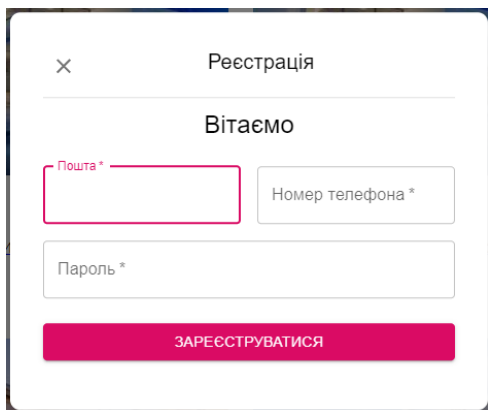 Реєстрація
Вітаємо
Пошта *
Номер телефона *
Пароль *
ЗАРЕЄСТРУВАТИСЯ